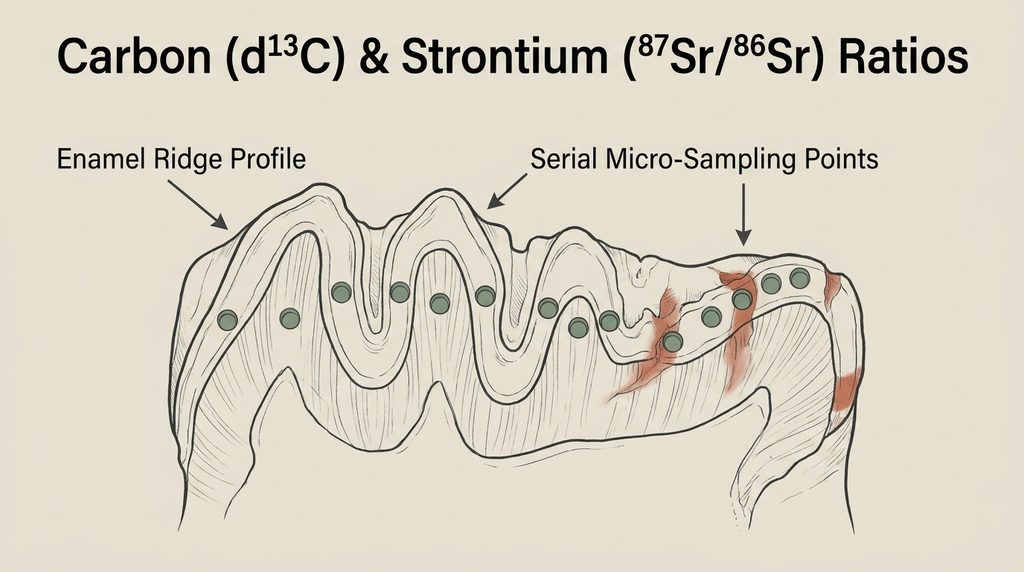 Carbon (d¹³C) & Strontium (⁸⁷Sr/⁸⁶Sr) Ratios
Enamel Ridge Profile
Serial Micro-Sampling Points